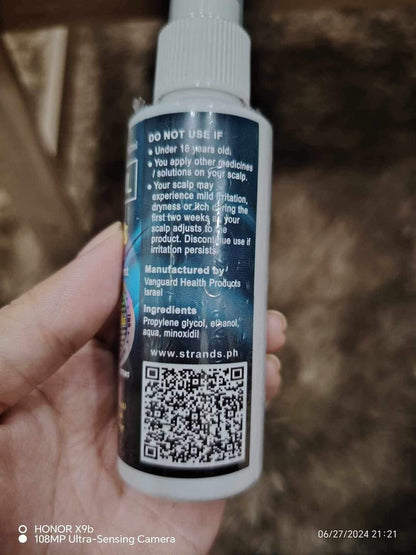 DO NOT USE IF
• Under 18 years old.
• You apply other medicines
/ solutions on your scalp.
• Your scalp may
experience mild irritation,
dryness or itch during the
first two weeks as your
scalp adjusts to the
product. Discontinue use if
irritation persists.
Manufactured by
Vanguard Health Products
Israel
Ingredients
Propylene glycol, ethanol,
aqua, minoxidil
www.strands.ph
HONOR X9b
108MP Ultra-Sensing Camera
06/27/2024 21:21